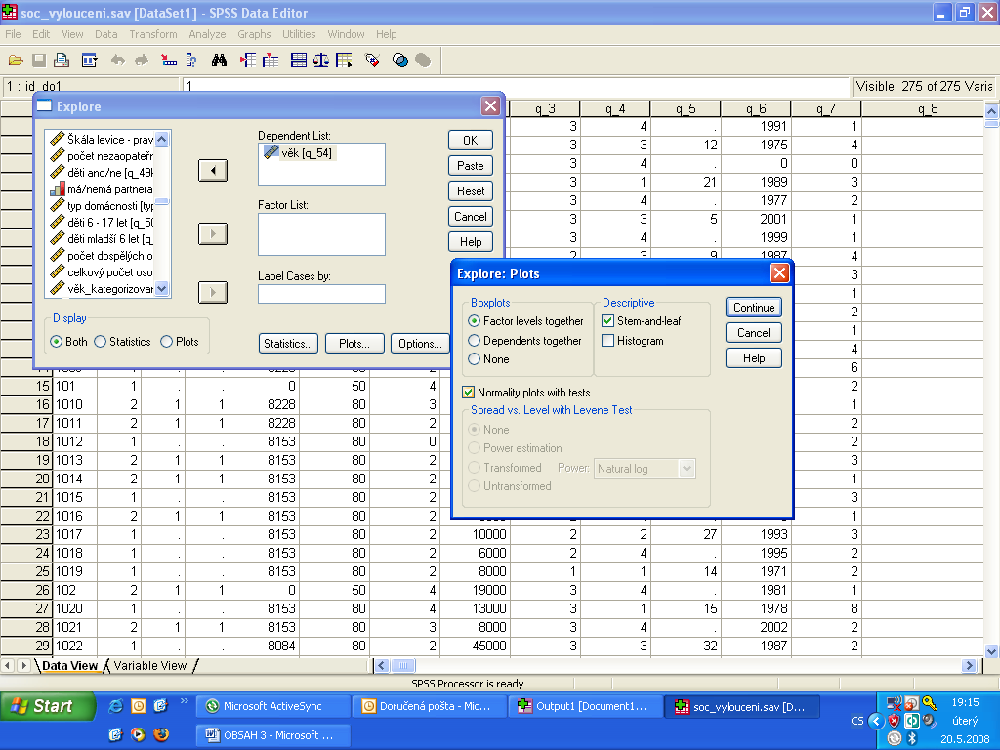 soc_vylouceni.sav [DataSet1] - SPSS Data Editor
File Edit View Data Transform Analyze Graphs Utilities Window Help
1 : id_do1 1 Visible: 275 of 275 Varia
q_3 q_4 q_5 q_6 q_7 q_8
Explore
Škála levice - prav
počet nezaopateř
děti ano/ne [q_49k
má/nemá partnera
typ domácnosti [typ
děti 6 - 17 let [q_50
děti mladší 6 let [q_
počet dospělých o
celkový počet oso
věk_kategorizovar
Dependent List:
věk [q_54]
Factor List:
Label Cases by:
OK
Paste
Reset
Cancel
Help
Display
Both Statistics Plots
Statistics... Plots... Options...
3 4 . 1991 1
3 3 12 1975 4
3 4 . 0 0
3 1 21 1989 3
3 4 . 1977 2
3 3 5 2001 1
3 4 . 1999 1
2 3 9 1987 4
3
1
2
1
4
6
Explore: Plots
Boxplots
Factor levels together
Dependents together
None
Descriptive
Stem-and-leaf
Histogram
Continue
Cancel
Help
Normality plots with tests
Spread vs. Level with Levene Test
None
Power estimation
Transformed Power: Natural log
Untransformed
15 101 1 . . 0 50 4 2
16 1010 2 1 1 8228 80 3 1
17 1011 2 1 1 8228 80 2 2
18 1012 1 . . 8153 80 0 2
19 1013 2 1 1 8153 80 2 3
20 1014 2 1 1 8153 80 2 1
21 1015 1 . . 8153 80 2 3
22 1016 2 1 1 8153 80 2 1
23 1017 1 . . 8153 80 2 10000 2 2 27 1993 3
24 1018 1 . . 8153 80 2 6000 2 4 . 1995 2
25 1019 1 . . 8153 80 2 8000 1 1 14 1971 2
26 102 2 1 1 0 50 4 19000 3 4 . 1981 1
27 1020 1 . . 8153 80 4 13000 3 1 15 1978 8
28 1021 2 1 1 8153 80 3 8000 3 4 . 2002 2
29 1022 1 . . 8084 80 2 45000 3 3 32 1987 2
Data View Variable View
SPSS Processor is ready
Start
Microsoft ActiveSync
Doručená pošta - Mic...
Output1 [Document1...
soc_vylouceni.sav [D...
OBSAH 3 - Microsoft ...
CS
19:15
úterý
20.5.2008